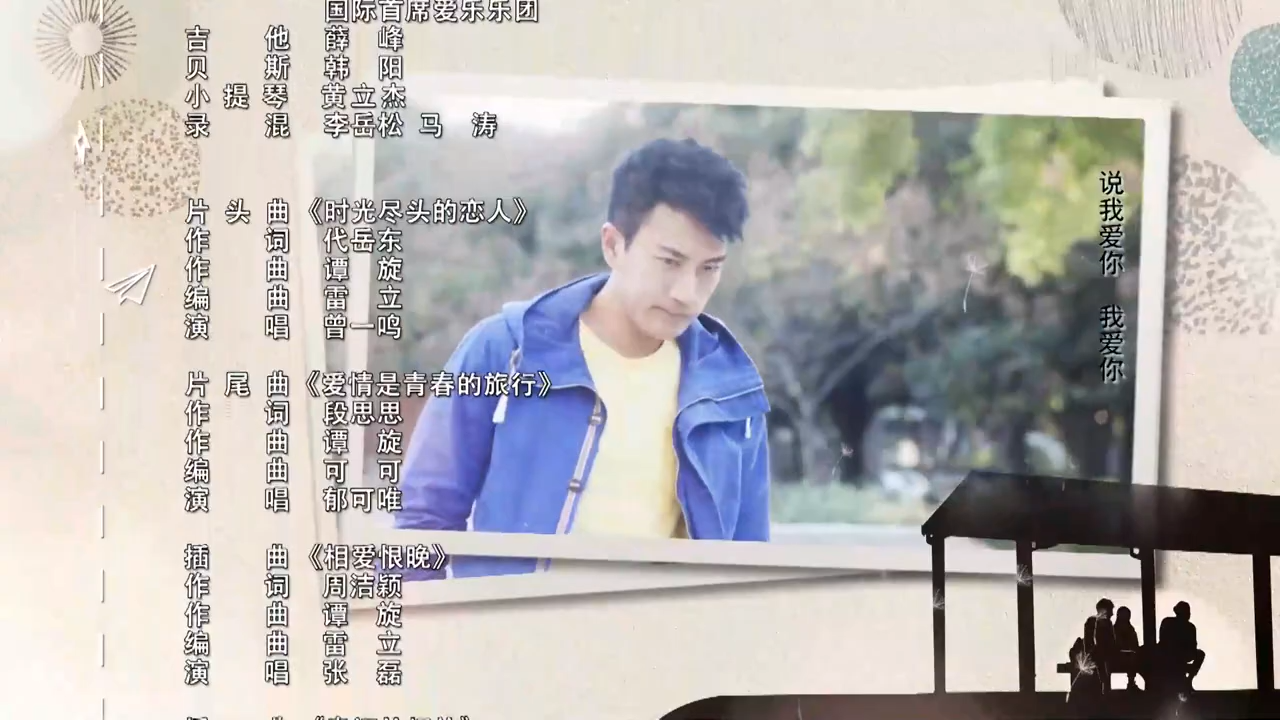 国际首席爱乐乐团
吉他 薛峰
贝斯 韩阳
小提琴 黄立杰
录混 李岳松 马涛
片头曲《时光尽头的恋人》
作词 代岳东
作曲 谭旋
编曲 雷立
演唱 曾一鸣
片尾曲《爱情是青春的旅行》
作词 段思思
作曲 谭旋
编曲 可可
演唱 郁可唯
插曲《相爱恨晚》
作词 周洁颖
作曲 谭旋
编曲 雷立
演唱 张磊
说我爱你 我爱你